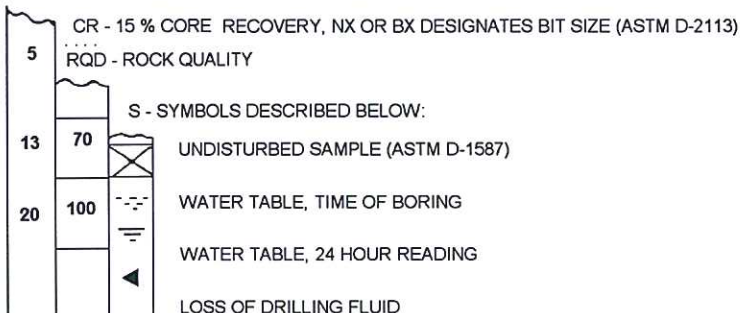 CR - 15 % CORE RECOVERY, NX OR BX DESIGNATES BIT SIZE (ASTM D-2113)
5 RQD - ROCK QUALITY
S - SYMBOLS DESCRIBED BELOW:
13 70 UNDISTURBED SAMPLE (ASTM D-1587)
20 100 WATER TABLE, TIME OF BORING
WATER TABLE, 24 HOUR READING
LOSS OF DRILLING FLUID